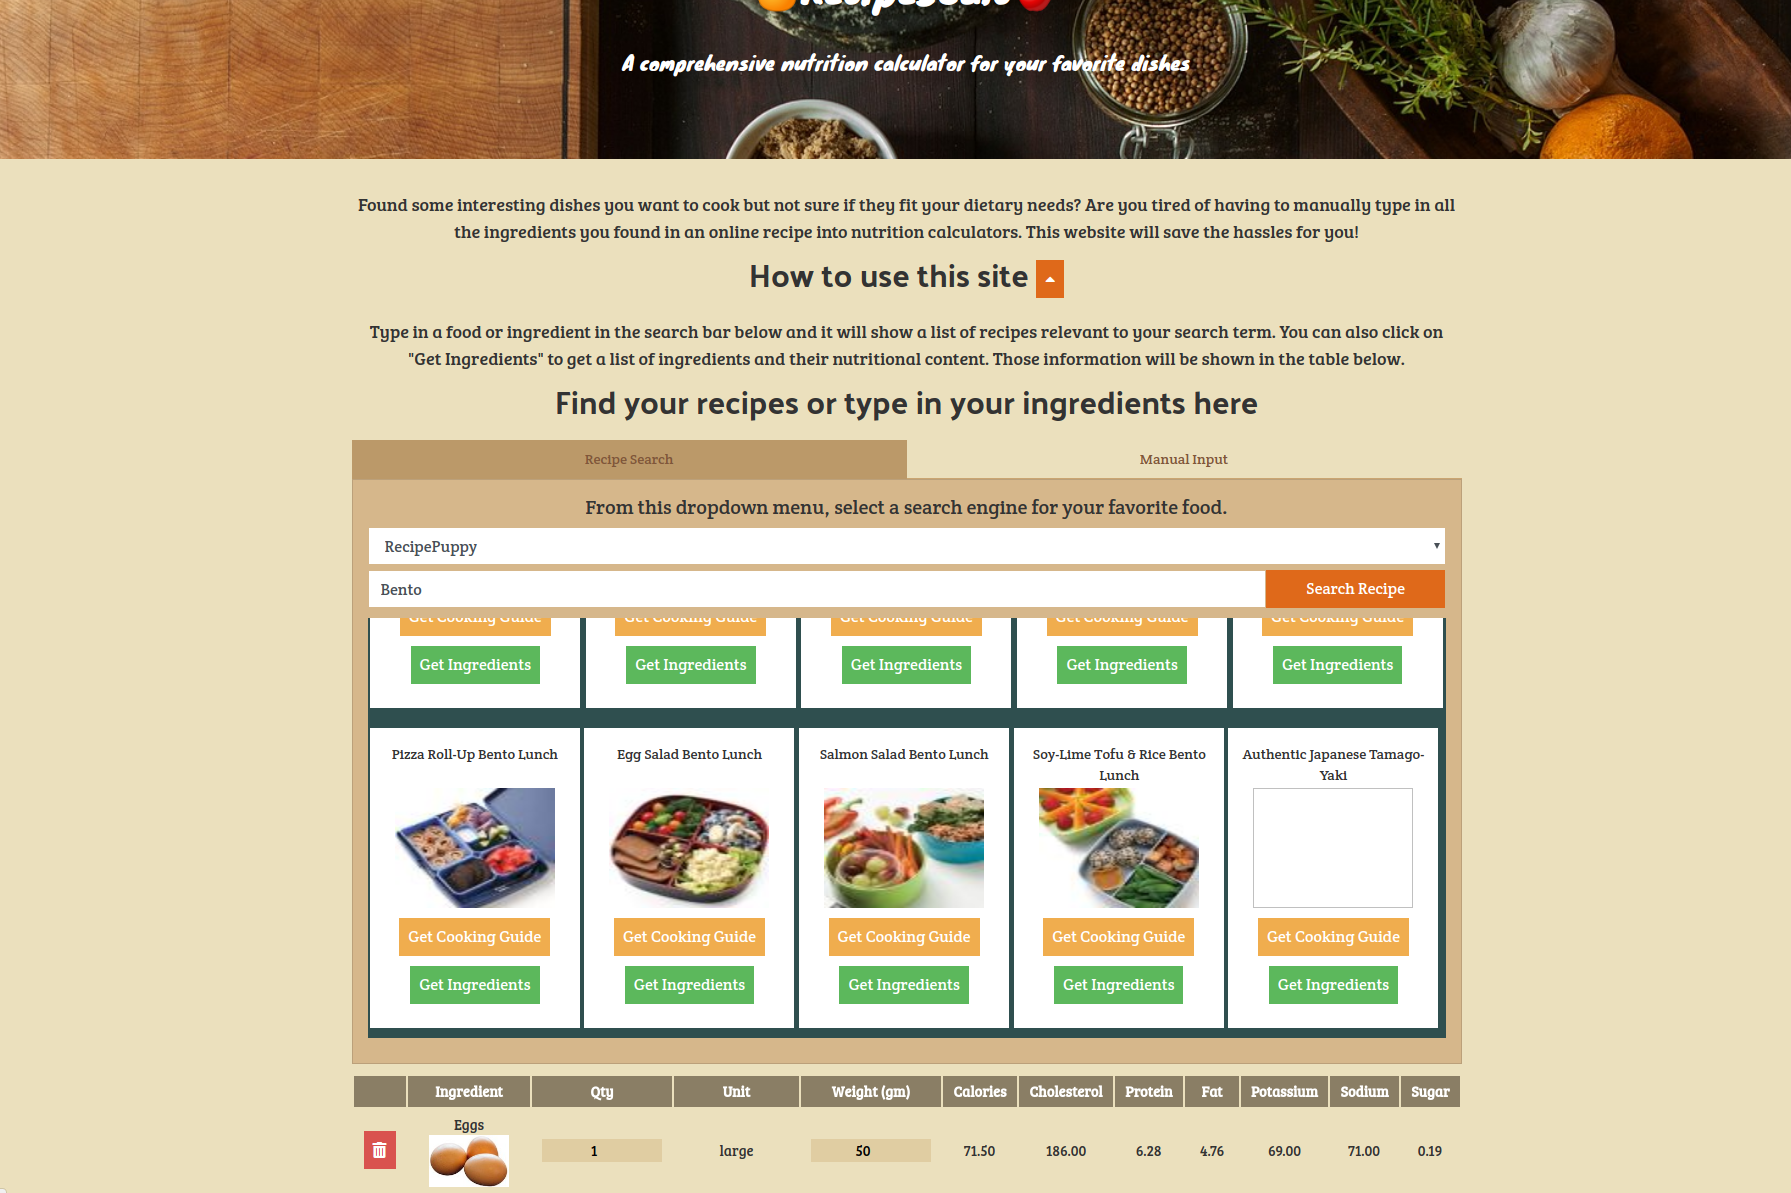 A comprehensive nutrition calculator for your favorite dishes
Found some interesting dishes you want to cook but not sure if they fit your dietary needs? Are you tired of having to manually type in all
the ingredients you found in an online recipe into nutrition calculators. This website will save the hassles for you!
How to use this site
Type in a food or ingredient in the search bar below and it will show a list of recipes relevant to your search term. You can also click on
"Get Ingredients" to get a list of ingredients and their nutritional content. Those information will be shown in the table below.
Find your recipes or type in your ingredients here
Recipe Search Manual Input
From this dropdown menu, select a search engine for your favorite food.
RecipePuppy
Bento Search Recipe
Get Cooking Guide Get Cooking Guide Get Cooking Guide Get Cooking Guide Get Cooking Guide
Get Ingredients Get Ingredients Get Ingredients Get Ingredients Get Ingredients
Pizza Roll-Up Bento Lunch Egg Salad Bento Lunch Salmon Salad Bento Lunch Soy-Lime Tofu & Rice Bento Authentic Japanese Tamago-
Lunch Yaki
Get Cooking Guide Get Cooking Guide Get Cooking Guide Get Cooking Guide Get Cooking Guide
Get Ingredients Get Ingredients Get Ingredients Get Ingredients Get Ingredients
Ingredient Qty Unit Weight (gm) Calories Cholesterol Protein Fat Potassium Sodium Sugar
Eggs
1 large 50 71.50 186.00 6.28 4.76 69.00 71.00 0.19